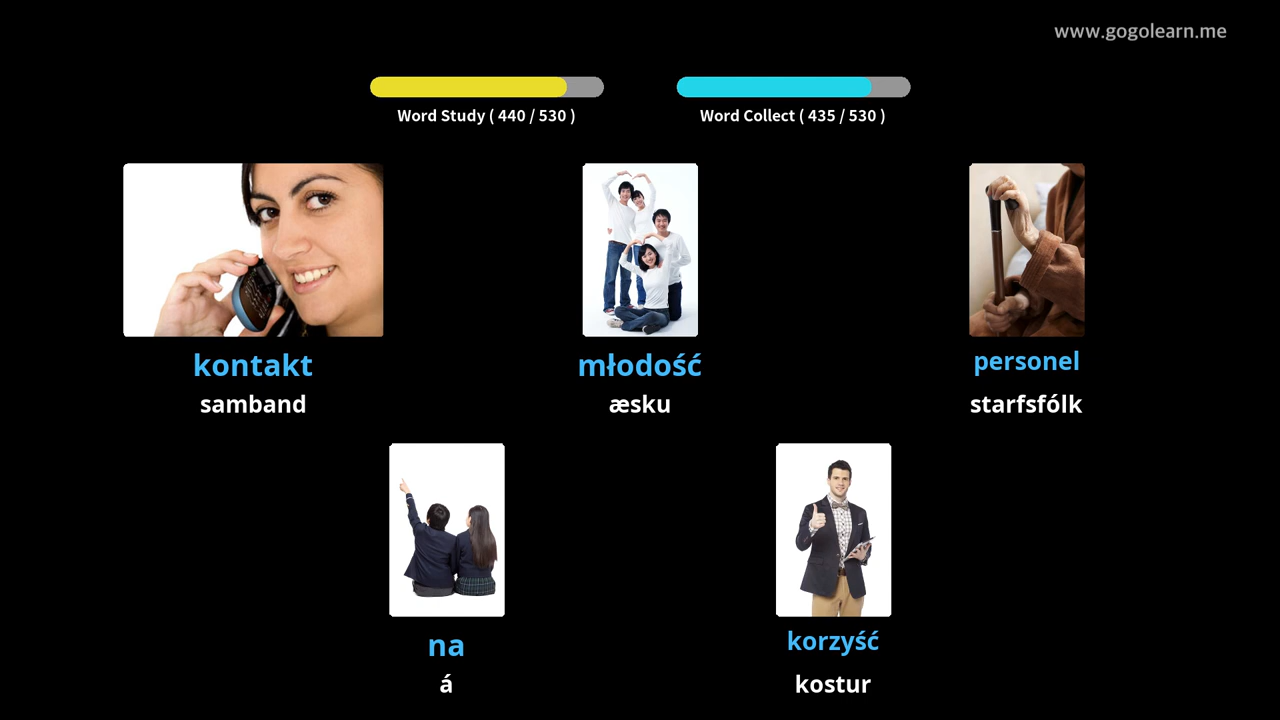 www.gogolearn.me
Word Study ( 440 / 530 )
Word Collect ( 435 / 530 )
kontakt
samband
młodość
æsku
personel
starfsfólk
na
á
korzyść
kostur